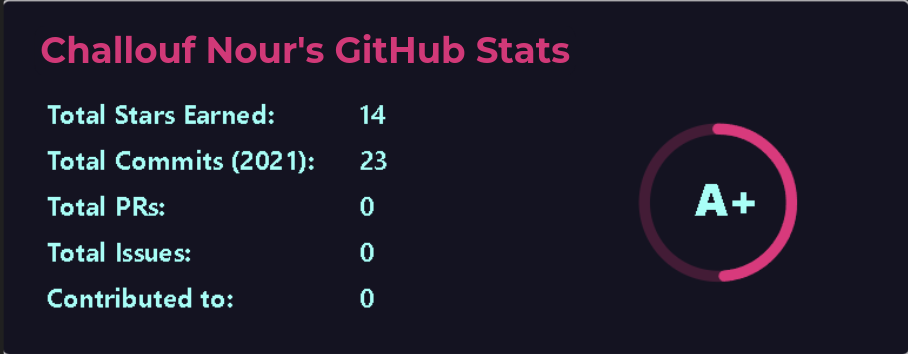 Challouf Nour's GitHub Stats
Total Stars Earned: 14
Total Commits (2021): 23
Total PRs: 0
Total Issues: 0
Contributed to: 0
A+